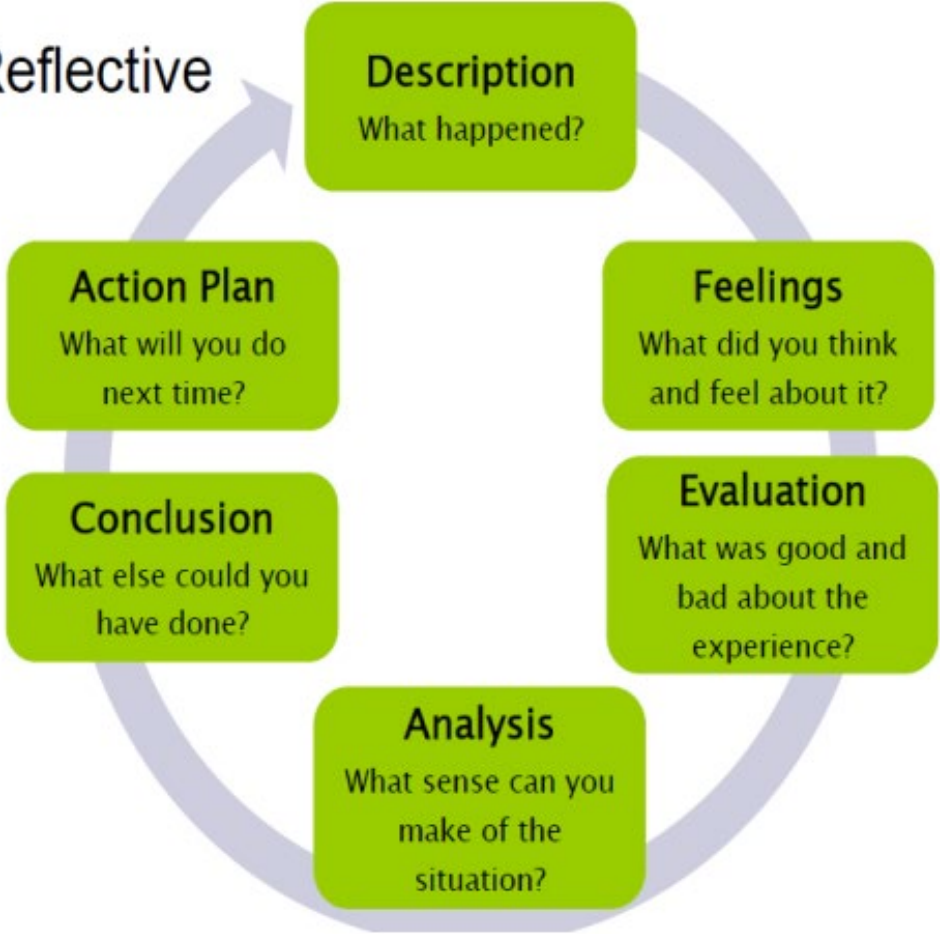 Reflective
Description
What happened?
Feelings
What did you think
and feel about it?
Evaluation
What was good and
bad about the
experience?
Analysis
What sense can you
make of the
situation?
Conclusion
What else could you
have done?
Action Plan
What will you do
next time?